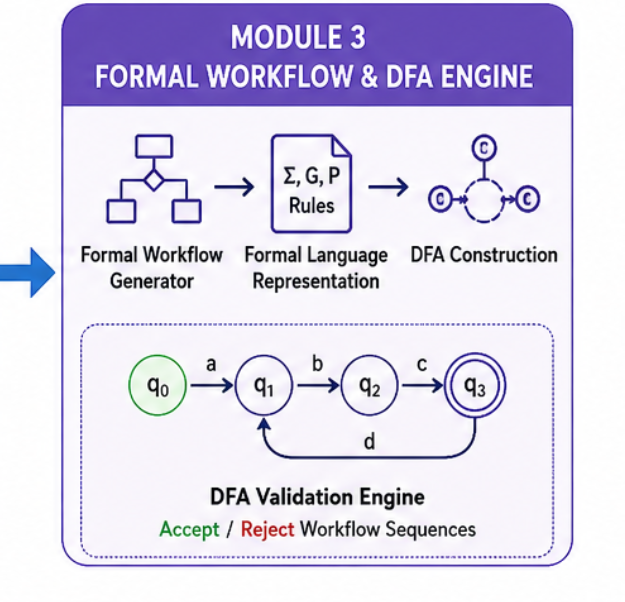 MODULE 3
FORMAL WORKFLOW & DFA ENGINE
Σ, G, P
Rules
C
C
Formal Workflow
Generator
Formal Language
Representation
DFA Construction
a
b
c
q₀
q₁
q₂
q₃
d
DFA Validation Engine
Accept / Reject Workflow Sequences